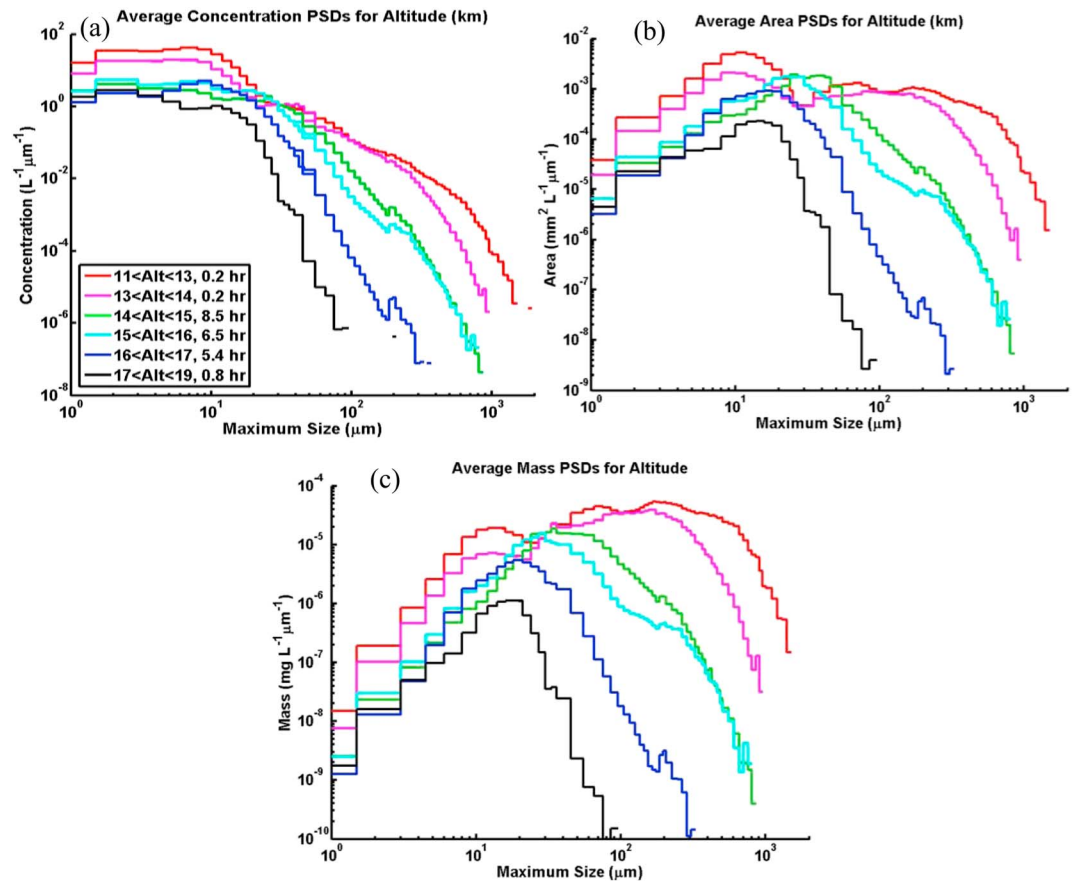 (a)
Average Concentration PSDs for Altitude (km)
10^2
10^0
10^-2
10^-4
10^-6
10^-8
Concentration (L^-1 μm^-1)
11<Alt<13, 0.2 hr
13<Alt<14, 0.2 hr
14<Alt<15, 8.5 hr
15<Alt<16, 6.5 hr
16<Alt<17, 5.4 hr
17<Alt<19, 0.8 hr
10^0 10^1 10^2 10^3
Maximum Size (μm)
(b)
Average Area PSDs for Altitude (km)
10^-2
10^-3
10^-4
10^-5
10^-6
10^-7
10^-8
10^-9
Area (mm^2 L^-1 μm^-1)
10^0 10^1 10^2 10^3
Maximum Size (μm)
(c)
Average Mass PSDs for Altitude
10^-4
10^-5
10^-6
10^-7
10^-8
10^-9
10^-10
Mass (mg L^-1 μm^-1)
10^0 10^1 10^2 10^3
Maximum Size (μm)